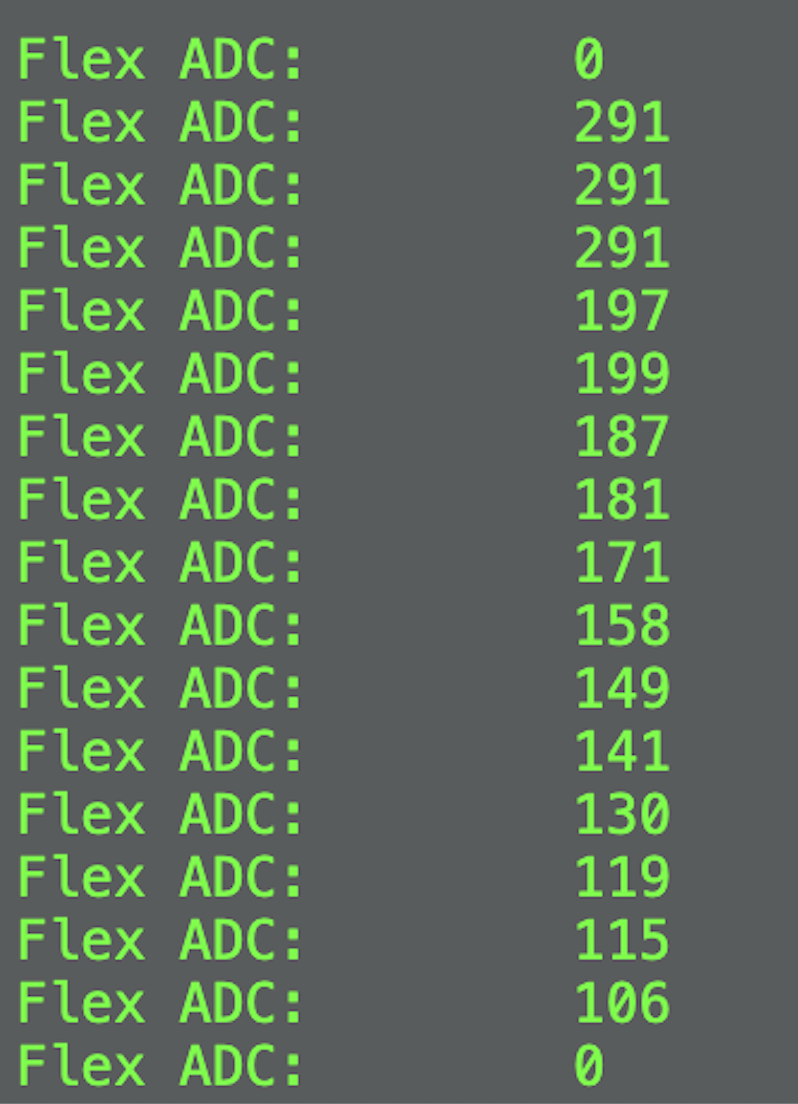 Flex ADC: 0
Flex ADC: 291
Flex ADC: 291
Flex ADC: 291
Flex ADC: 197
Flex ADC: 199
Flex ADC: 187
Flex ADC: 181
Flex ADC: 171
Flex ADC: 158
Flex ADC: 149
Flex ADC: 141
Flex ADC: 130
Flex ADC: 119
Flex ADC: 115
Flex ADC: 106
Flex ADC: 0